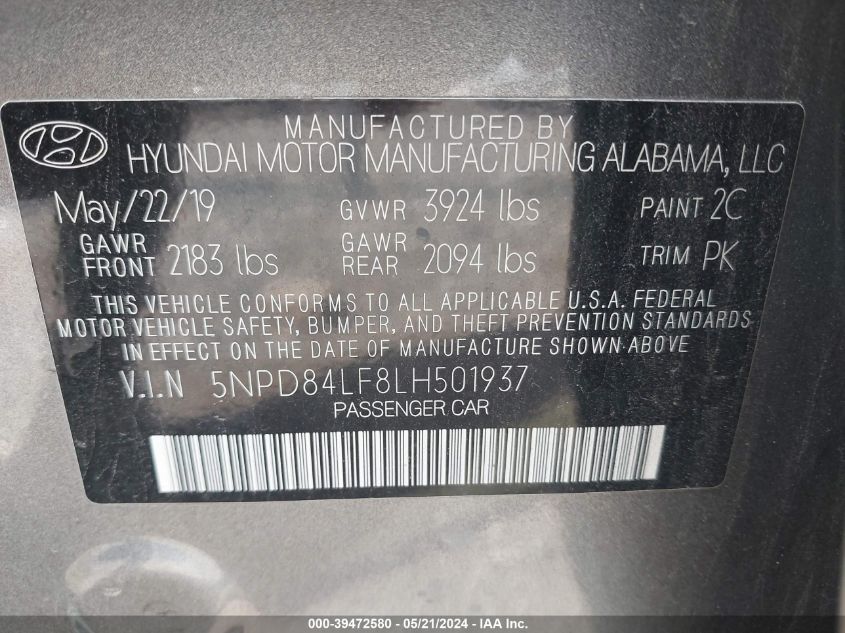 MANUFACTURED BY
HYUNDAI MOTOR MANUFACTURING ALABAMA, LLC
May/22/19 GVWR 3924 lbs PAINT 2C
GAWR FRONT 2183 lbs GAWR REAR 2094 lbs TRIM PK
THIS VEHICLE CONFORMS TO ALL APPLICABLE U.S.A. FEDERAL
MOTOR VEHICLE SAFETY, BUMPER, AND THEFT PREVENTION STANDARDS
IN EFFECT ON THE DATE OF MANUFACTURE SHOWN ABOVE
V.I.N 5NPD84LF8LH501937
PASSENGER CAR
000-39472580 - 05/21/2024 - IAA Inc.